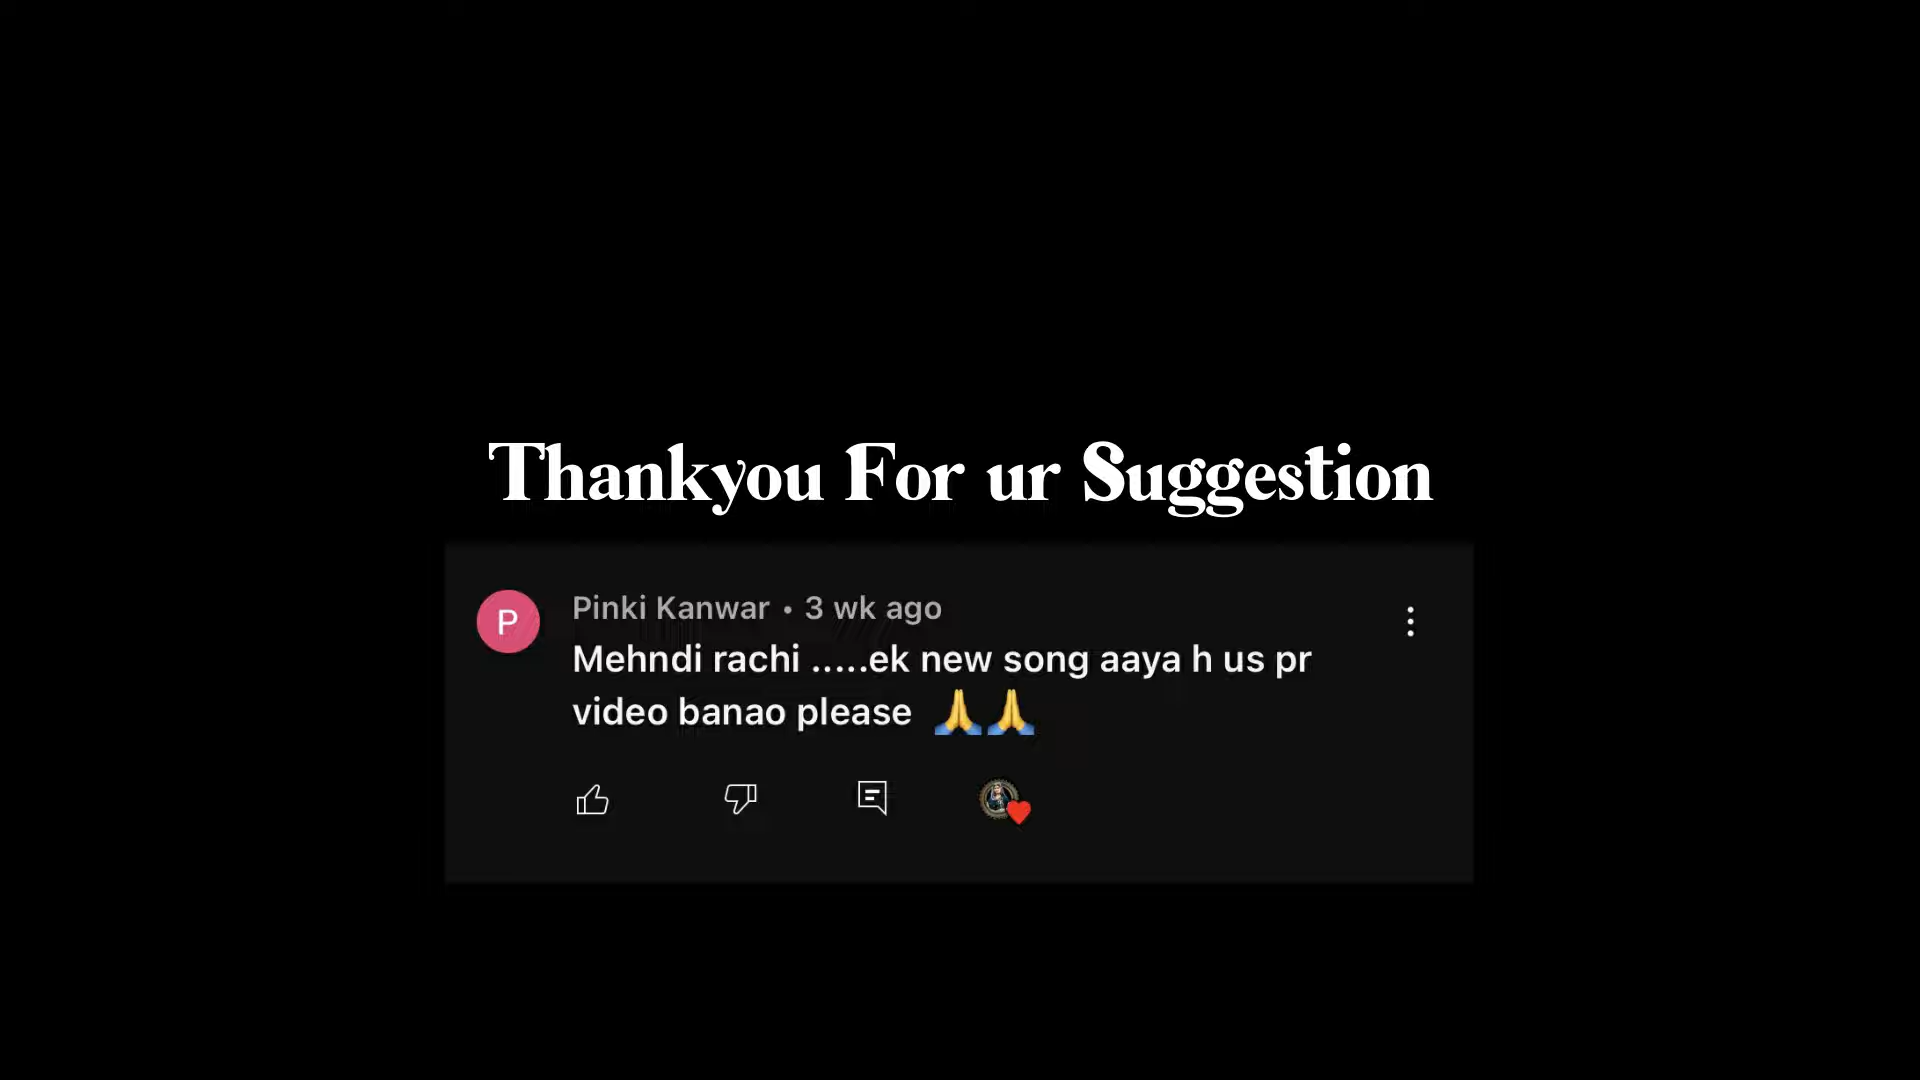 Thankyou For ur Suggestion
P
Pinki Kanwar • 3 wk ago
Mehndi rachi .....ek new song aaya h us pr
video banao please 🙏🙏